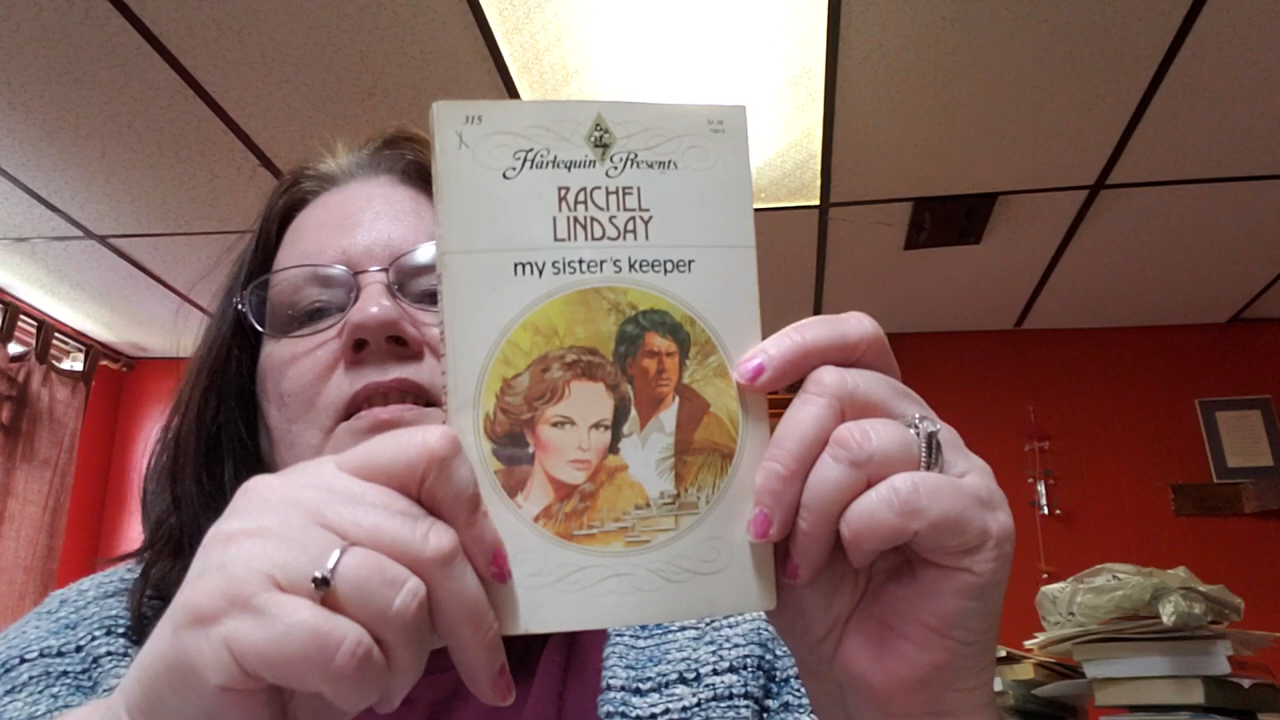 315
X
Harlequin Presents
RACHEL
LINDSAY
my sister's keeper